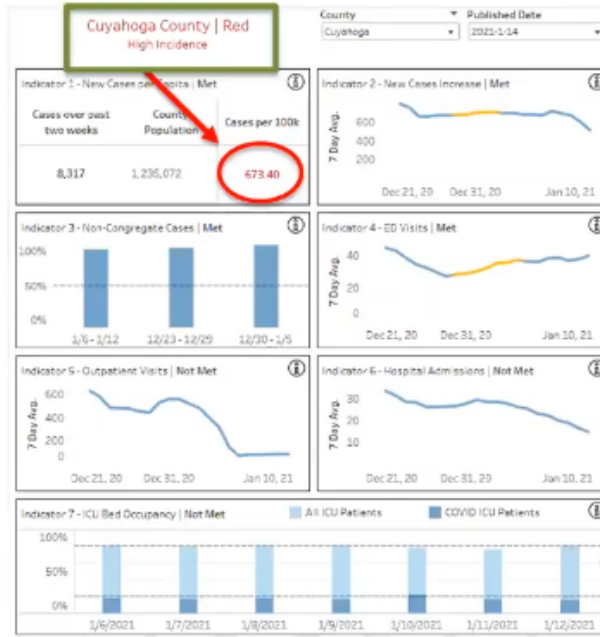 Cuyahoga County | Red
High Incidence
County
Published Date
Cuyahoga
2021-1-14
Indicator 1 - New Cases per Capita | Met
Cases over past two weeks
County Population
Cases per 100k
8,317
1,235,072
673.40
Indicator 2 - New Cases Increase | Met
7 Day Avg.
600
400
200
Dec 21, 20
Dec 31, 20
Jan 10, 21
Indicator 3 - Non-Congregate Cases | Met
100%
50%
0%
1/6 - 1/12
12/23 - 12/29
12/30 - 1/5
Indicator 4 - ED Visits | Met
7 Day Avg.
40
20
0
Dec 21, 20
Dec 31, 20
Jan 10, 21
Indicator 5 - Outpatient Visits | Not Met
7 Day Avg.
600
400
200
0
Dec 21, 20
Dec 31, 20
Jan 10, 21
Indicator 6 - Hospital Admissions | Not Met
7 Day Avg.
30
20
10
Dec 21, 20
Dec 31, 20
Jan 10, 21
Indicator 7 - ICU Bed Occupancy | Not Met
All ICU Patients
COVID ICU Patients
100%
50%
0%
1/6/2021
1/7/2021
1/8/2021
1/9/2021
1/10/2021
1/11/2021
1/12/2021